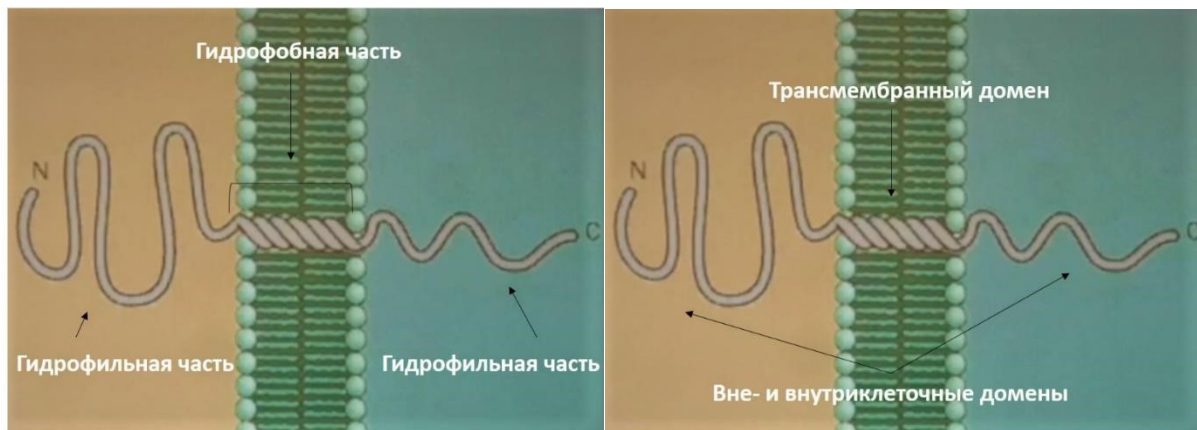 Гидрофобная часть
N
C
Гидрофильная часть
Гидрофильная часть
Трансмембранный домен
N
C
Вне- и внутриклеточные домены